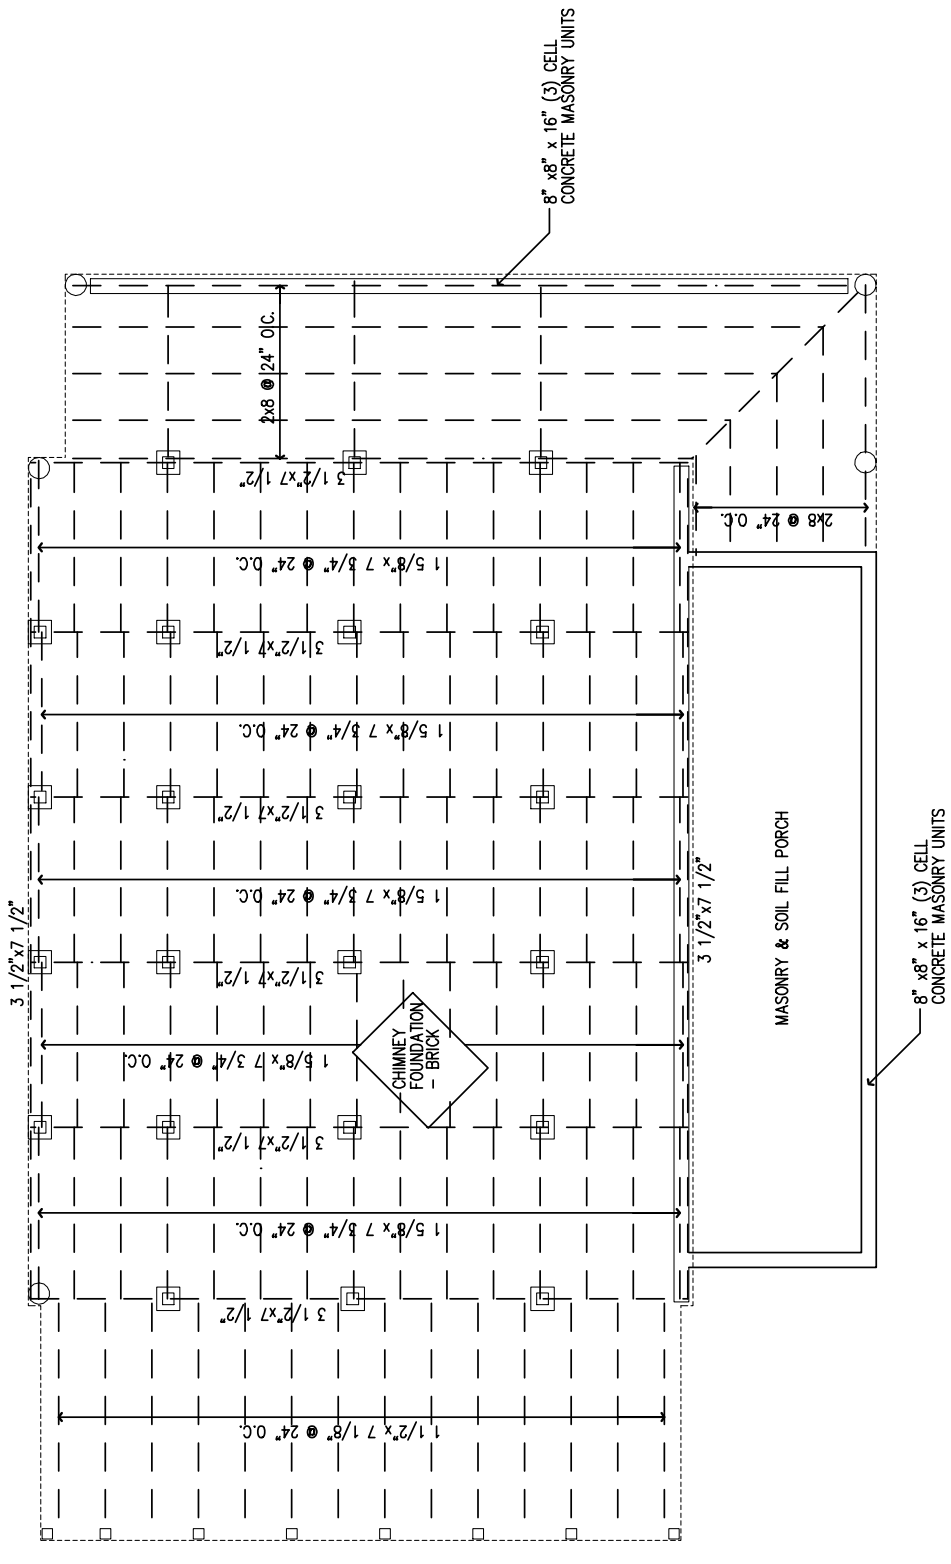 8" x8" x 16" (3) CELL
CONCRETE MASONRY UNITS
2x8 @ 24" O.C.
3 1/2"x7 1/2"
2x8 @ 24" O.C.
1 5/8"x 7 3/4" @ 24" O.C.
3 1/2"x7 1/2"
1 5/8"x 7 3/4" @ 24" O.C.
3 1/2"x7 1/2"
1 5/8"x 7 3/4" @ 24" O.C.
3 1/2"x7 1/2"
3 1/2"x7 1/2"
MASONRY & SOIL FILL PORCH
8" x8" x 16" (3) CELL
CONCRETE MASONRY UNITS
3 1/2"x7 1/2"
CHIMNEY
FOUNDATION
- BRICK
1 5/8"x 7 3/4" @ 24" O.C.
3 1/2"x7 1/2"
1 5/8"x 7 3/4" @ 24" O.C.
3 1/2"x7 1/2"
1 1/2"x 7 1/8" @ 24" O.C.